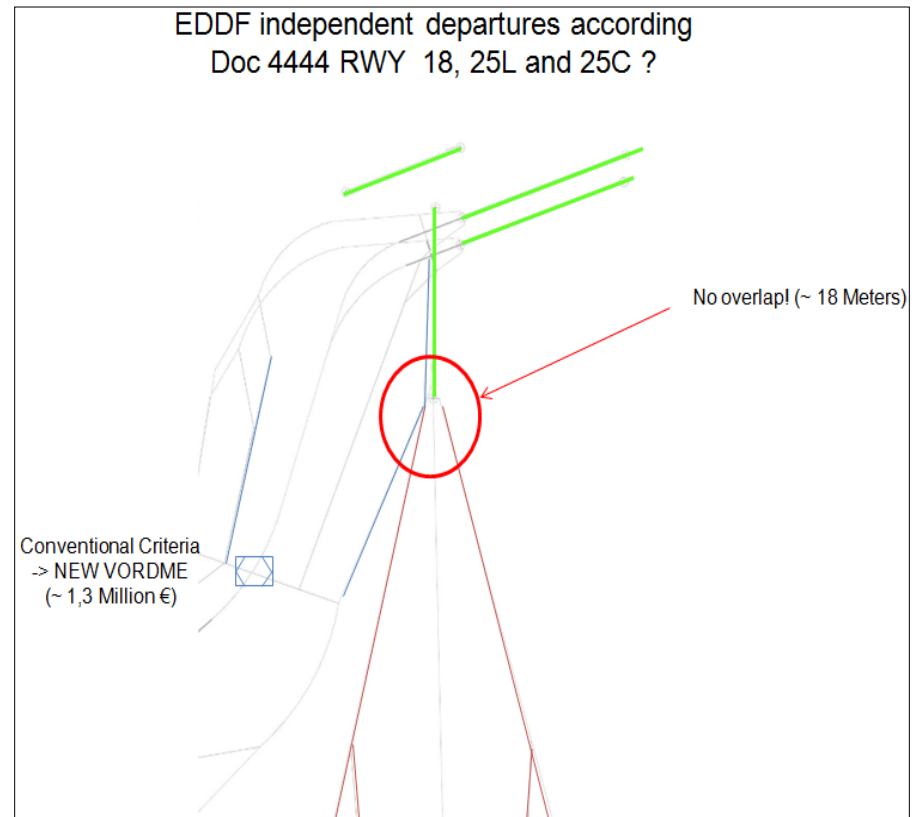 EDDF independent departures according
Doc 4444 RWY 18, 25L and 25C ?
No overlap! (~ 18 Meters)
Conventional Criteria
-> NEW VORDME
(~ 1,3 Million €)